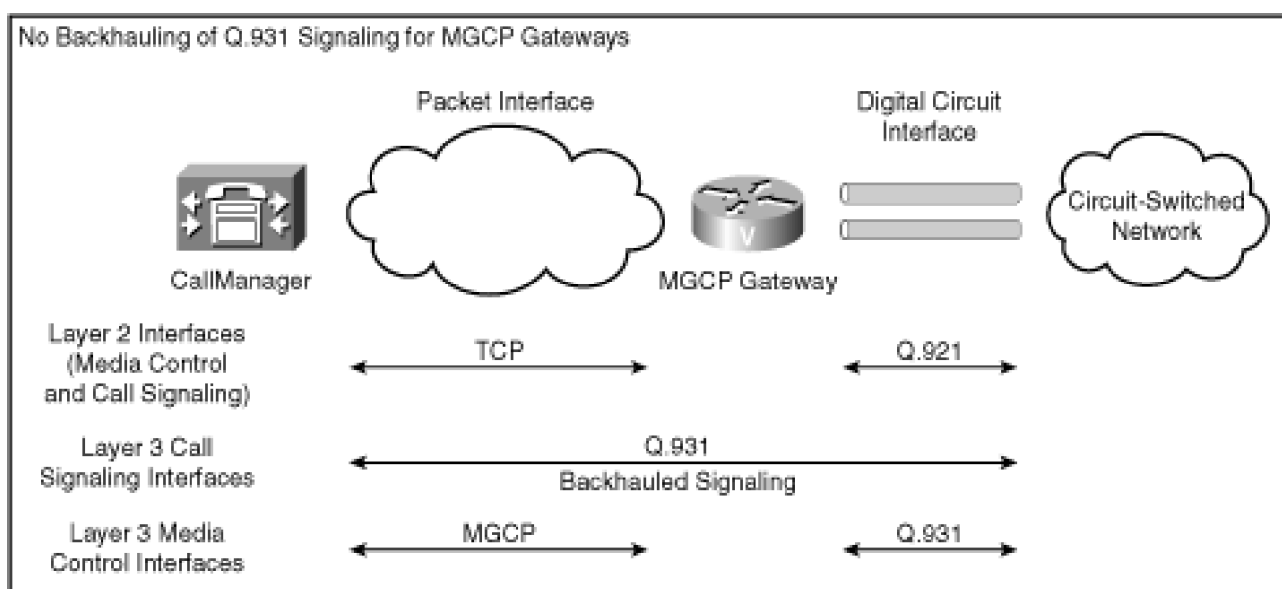 No Backhauling of Q.931 Signaling for MGCP Gateways
Packet Interface
Digital Circuit
Interface
Circuit-Switched
Network
V
CallManager
MGCP Gateway
Layer 2 Interfaces
(Media Control
and Call Signaling)
TCP
Q.921
Layer 3 Call
Signaling Interfaces
Q.931
Backhauled Signaling
Layer 3 Media
Control Interfaces
MGCP
Q.931